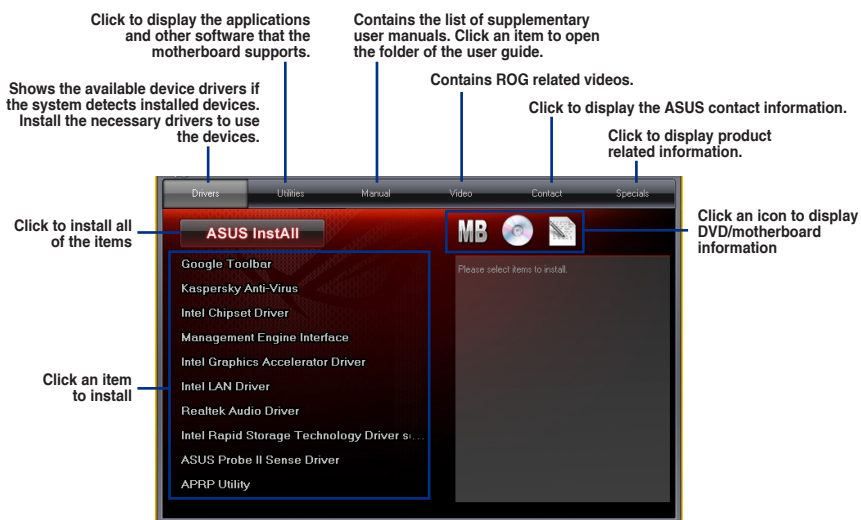 Click to display the applications
and other software that the
motherboard supports.
Contains the list of supplementary
user manuals. Click an item to open
the folder of the user guide.
Shows the available device drivers if
the system detects installed devices.
Install the necessary drivers to use
the devices.
Contains ROG related videos.
Click to display the ASUS contact information.
Click to display product
related information.
Drivers
Utilities
Manual
Video
Contact
Specials
Click to install all
of the items
ASUS InstAll
MB
Click an icon to display
DVD/motherboard
information
Google Toolbar
Kaspersky Anti-Virus
Intel Chipset Driver
Management Engine Interface
Intel Graphics Accelerator Driver
Intel LAN Driver
Realtek Audio Driver
Intel Rapid Storage Technology Driver s...
ASUS Probe II Sense Driver
APRP Utility
Please select items to install.
Click an item
to install